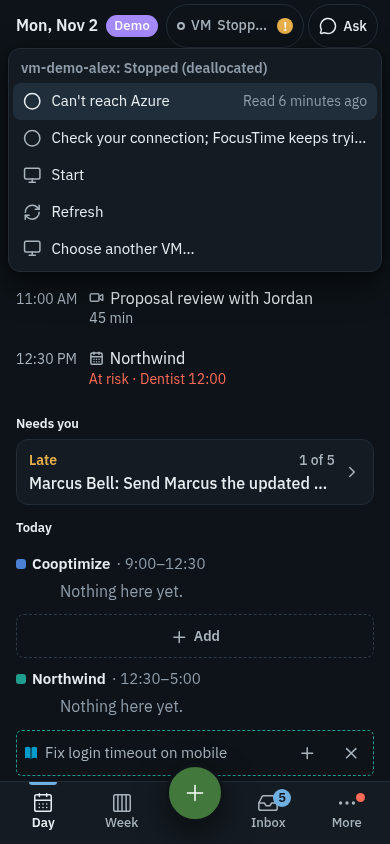 Mon, Nov 2 Demo VM Stopp... ! Ask
vm-demo-alex: Stopped (deallocated)
Can't reach Azure Read 6 minutes ago
Check your connection; FocusTime keeps tryi...
Start
Refresh
Choose another VM...
11:00 AM Proposal review with Jordan
45 min
12:30 PM Northwind
At risk · Dentist 12:00
Needs you
Late 1 of 5
Marcus Bell: Send Marcus the updated ...
Today
Cooptimize · 9:00–12:30
Nothing here yet.
+ Add
Northwind · 12:30–5:00
Nothing here yet.
Fix login timeout on mobile
5
Day Week Inbox More